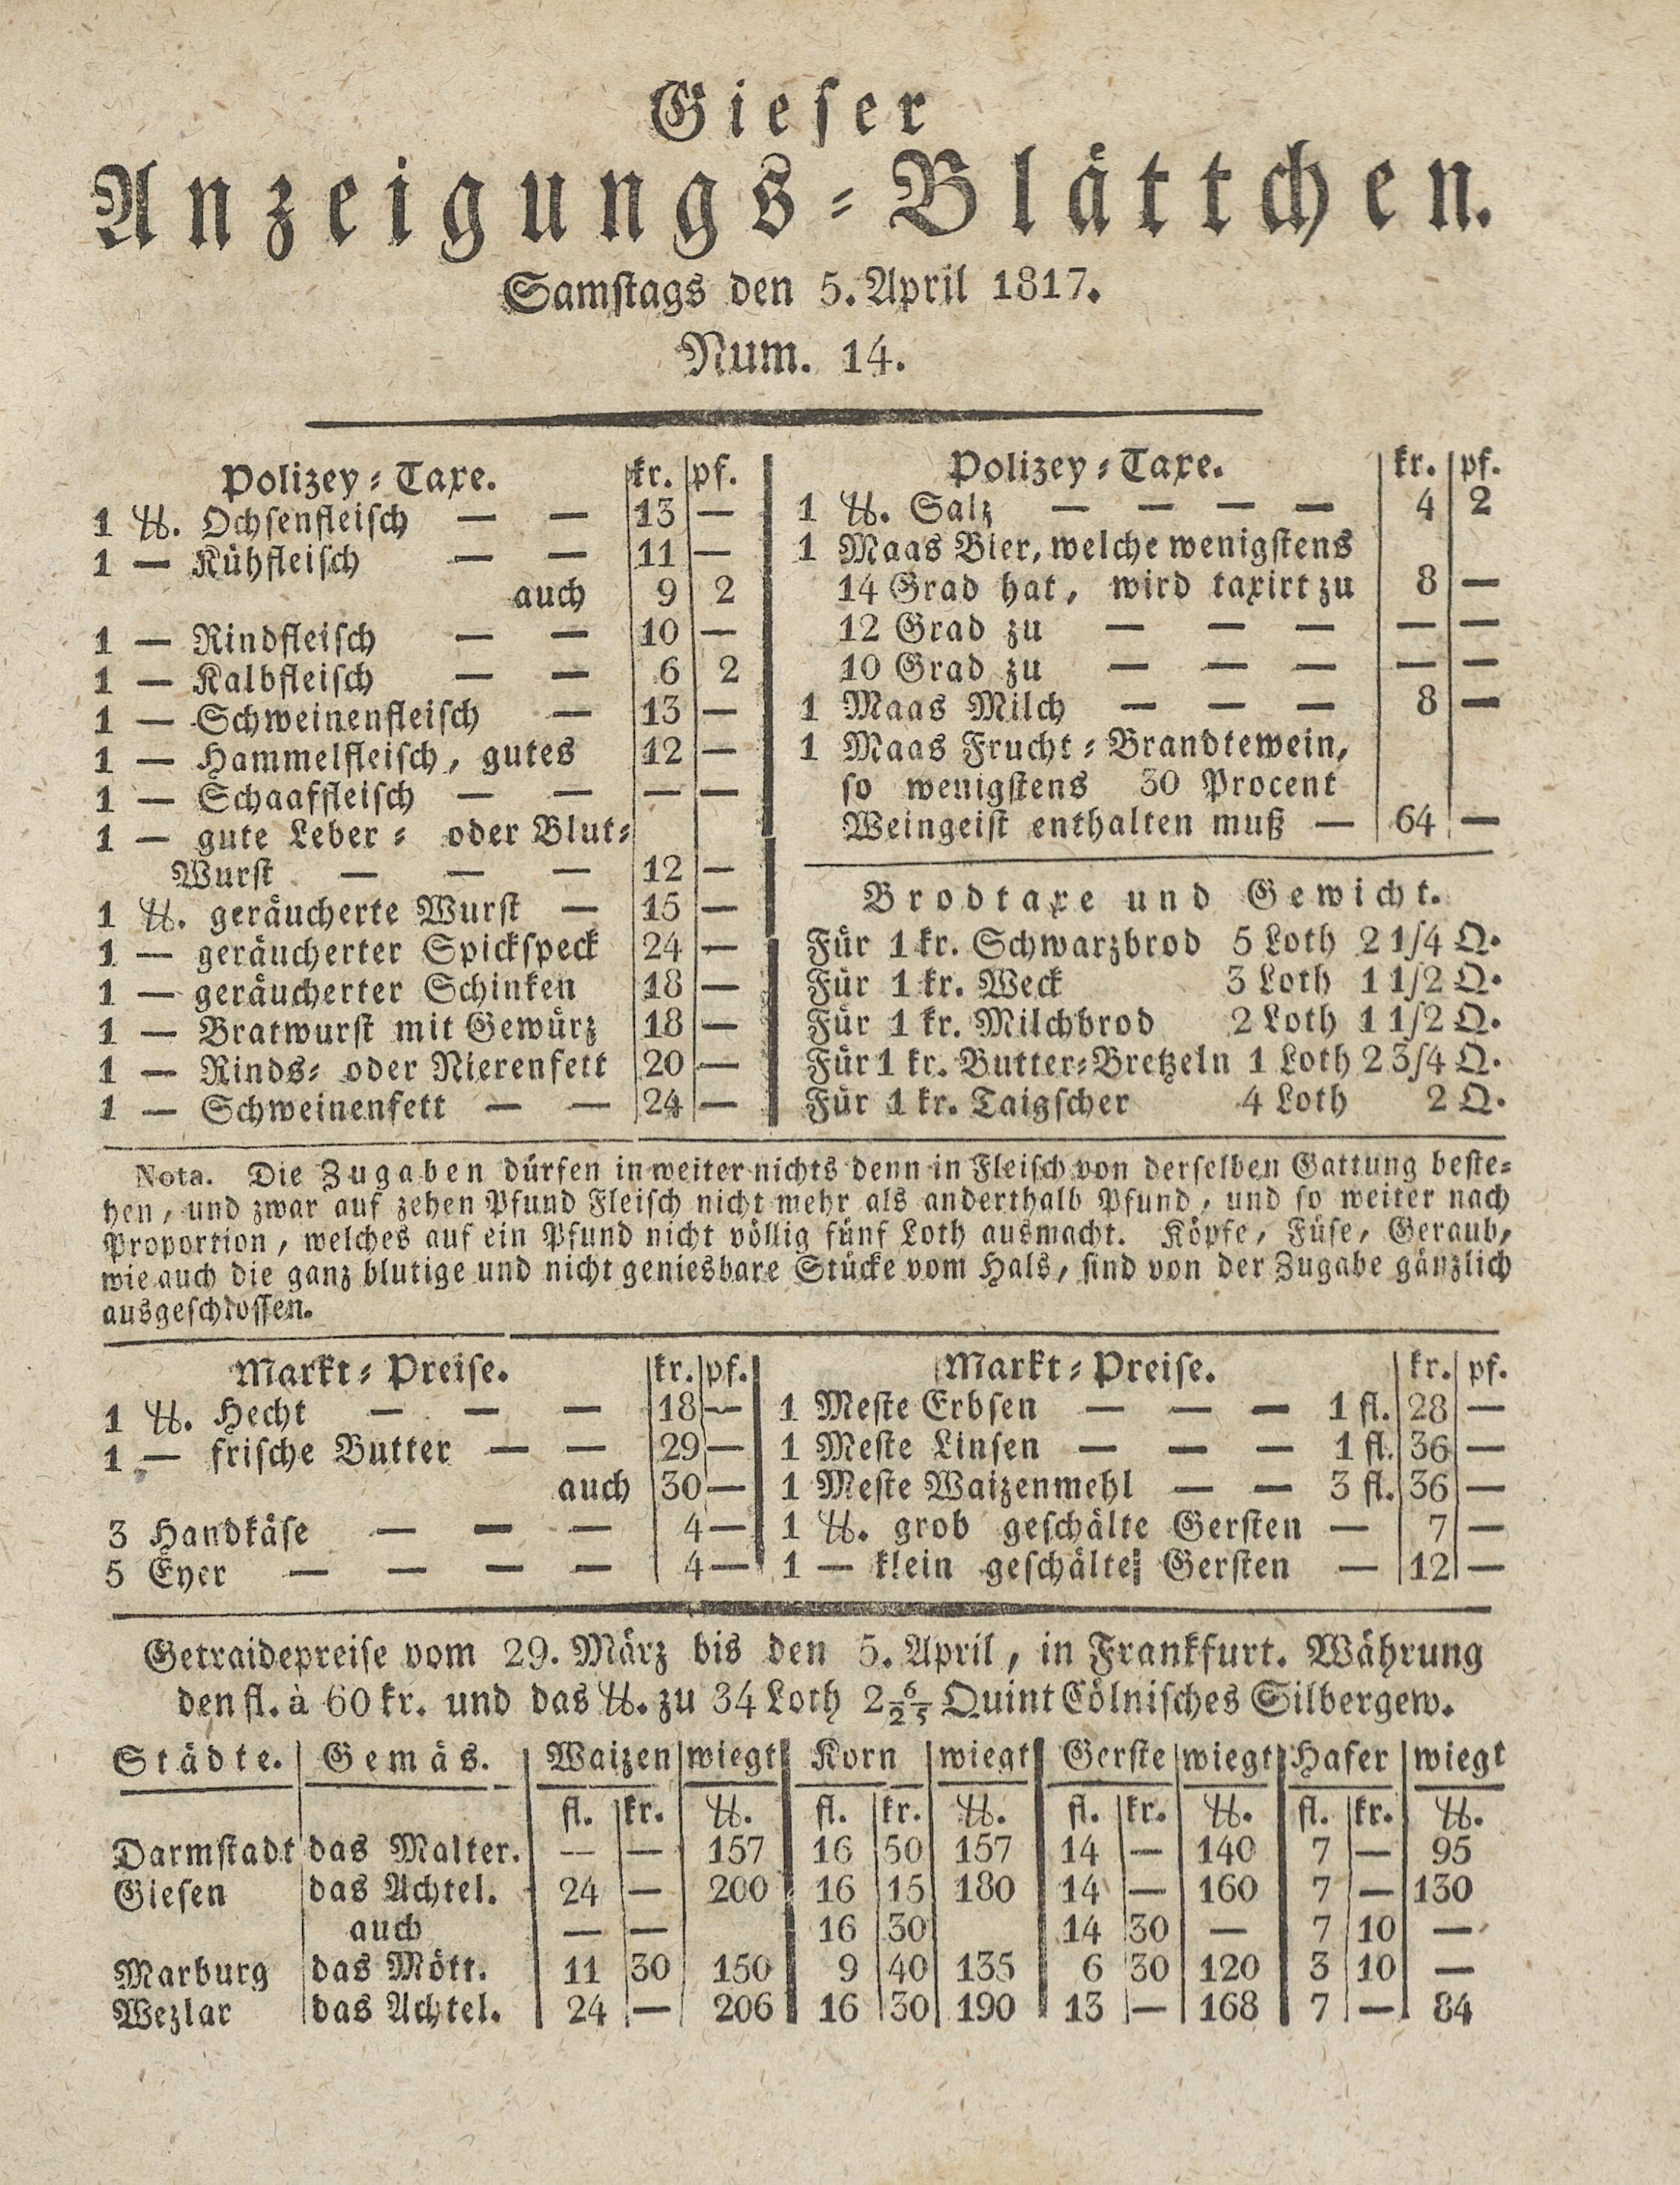 Gieſer
Anzeigungs-Blåttchen.
Samſtags den 5. April 1817.
Num. 14.
Polizey-Taxe. kr. pf.
1 ℔. Ochſenfleiſch — — 13 —
1 — Kühfleiſch — — 11 —
auch 9 2
1 — Rindfleiſch — — 10 —
1 — Kalbfleiſch — — 6 2
1 — Schweinenfleiſch — 13 —
1 — Hammelfleiſch, gutes 12 —
1 — Schaaffleiſch — — — —
1 — gute Leber- oder Blut-
Wurſt — — — 12 —
1 ℔. geräucherte Wurſt — 15 —
1 — geräucherter Spickſpeck 24 —
1 — geräucherter Schinken 18 —
1 — Bratwurſt mit Gewürz 18 —
1 — Rinds- oder Nierenfett 20 —
1 — Schweinenfett — — 24 —
Polizey-Taxe. kr. pf.
1 ℔. Salz — — — — 4 2
1 Maas Bier, welche wenigſtens
14 Grad hat, wird taxirt zu 8 —
12 Grad zu — — — — —
10 Grad zu — — — — —
1 Maas Milch — — — 8 —
1 Maas Frucht-Brandtewein,
ſo wenigſtens 30 Procent
Weingeiſt enthalten muß — 64 —
Brodtaxe und Gewicht.
Für 1 kr. Schwarzbrod 5 Loth 2 1/4 Q.
Für 1 kr. Weck 3 Loth 1 1/2 Q.
Für 1 kr. Milchbrod 2 Loth 1 1/2 Q.
Für 1 kr. Butter-Bretzeln 1 Loth 2 3/4 Q.
Für 1 kr. Taigſcher 4 Loth 2 Q.
Nota. Die Zugaben dürfen in weiter nichts denn in Fleiſch von derſelben Gattung beſte-
hen, und zwar auf zehen Pfund Fleiſch nicht mehr als anderthalb Pfund, und ſo weiter nach
Proportion, welches auf ein Pfund nicht völlig fünf Loth ausmacht. Köpfe, Füſe, Geraub,
wie auch die ganz blutige und nicht geniesbare Stücke vom Hals, ſind von der Zugabe gänzlich
ausgeſchloſſen.
Markt-Preiſe. kr. pf.
1 ℔. Hecht — — — 18 —
1 — friſche Butter — — 29 —
auch 30 —
3 Handkäſe — — — 4 —
5 Eyer — — — — 4 —
Markt-Preiſe. kr. pf.
1 Meſte Erbſen — — — 1 fl. 28 —
1 Meſte Linſen — — — 1 fl. 36 —
1 Meſte Waizenmehl — — 3 fl. 36 —
1 ℔. grob geſchälte Gerſten — 7 —
1 — klein geſchälte Gerſten — 12 —
Getraidepreiſe vom 29. März bis den 5. April, in Frankfurt. Währung
den fl. à 60 kr. und das ℔. zu 34 Loth 2 6/25 Quint Cölniſches Silbergew.
Städte. Gemäs. Waizen wiegt Korn wiegt Gerſte wiegt Hafer wiegt
fl. kr. ℔. fl. kr. ℔. fl. kr. ℔. fl. kr. ℔.
Darmſtadt das Malter. — — 157 16 50 157 14 — 140 7 — 95
Gieſen das Achtel. 24 — 200 16 15 180 14 — 160 7 — 130
auch — — 16 30 14 30 — 7 10 —
Marburg das Mött. 11 30 150 9 40 135 6 30 120 3 10 —
Wezlar das Achtel. 24 — 206 16 30 190 13 — 168 7 — 84